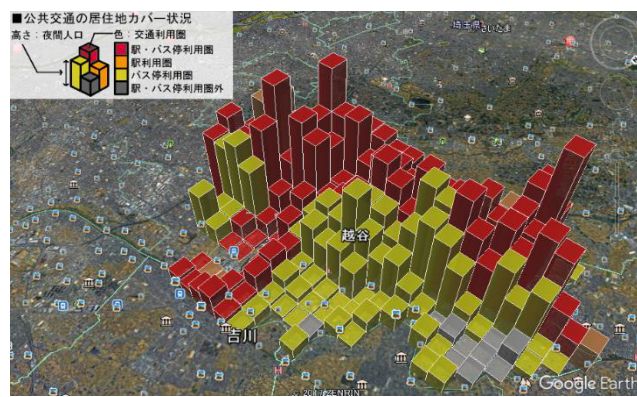 ■公共交通の居住地カバー状況
高さ：夜間人口
色：交通利用圏
駅・バス停利用圏
駅利用圏
バス停利用圏
駅・バス停利用圏外
埼玉県
さいたま
越谷
吉川
© 2017 ZENRIN
Google Earth